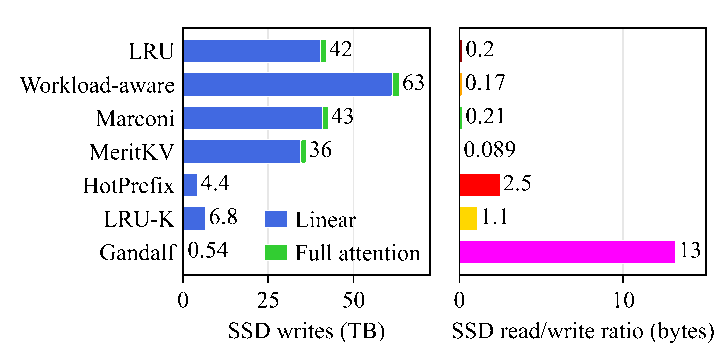 LRU 42 0.2
Workload-aware 63 0.17
Marconi 43 0.21
MeritKV 36 0.089
HotPrefix 4.4 2.5
LRU-K 6.8 Linear 1.1
Gandalf 0.54 Full attention 13
0 25 50 0 10
SSD writes (TB) SSD read/write ratio (bytes)